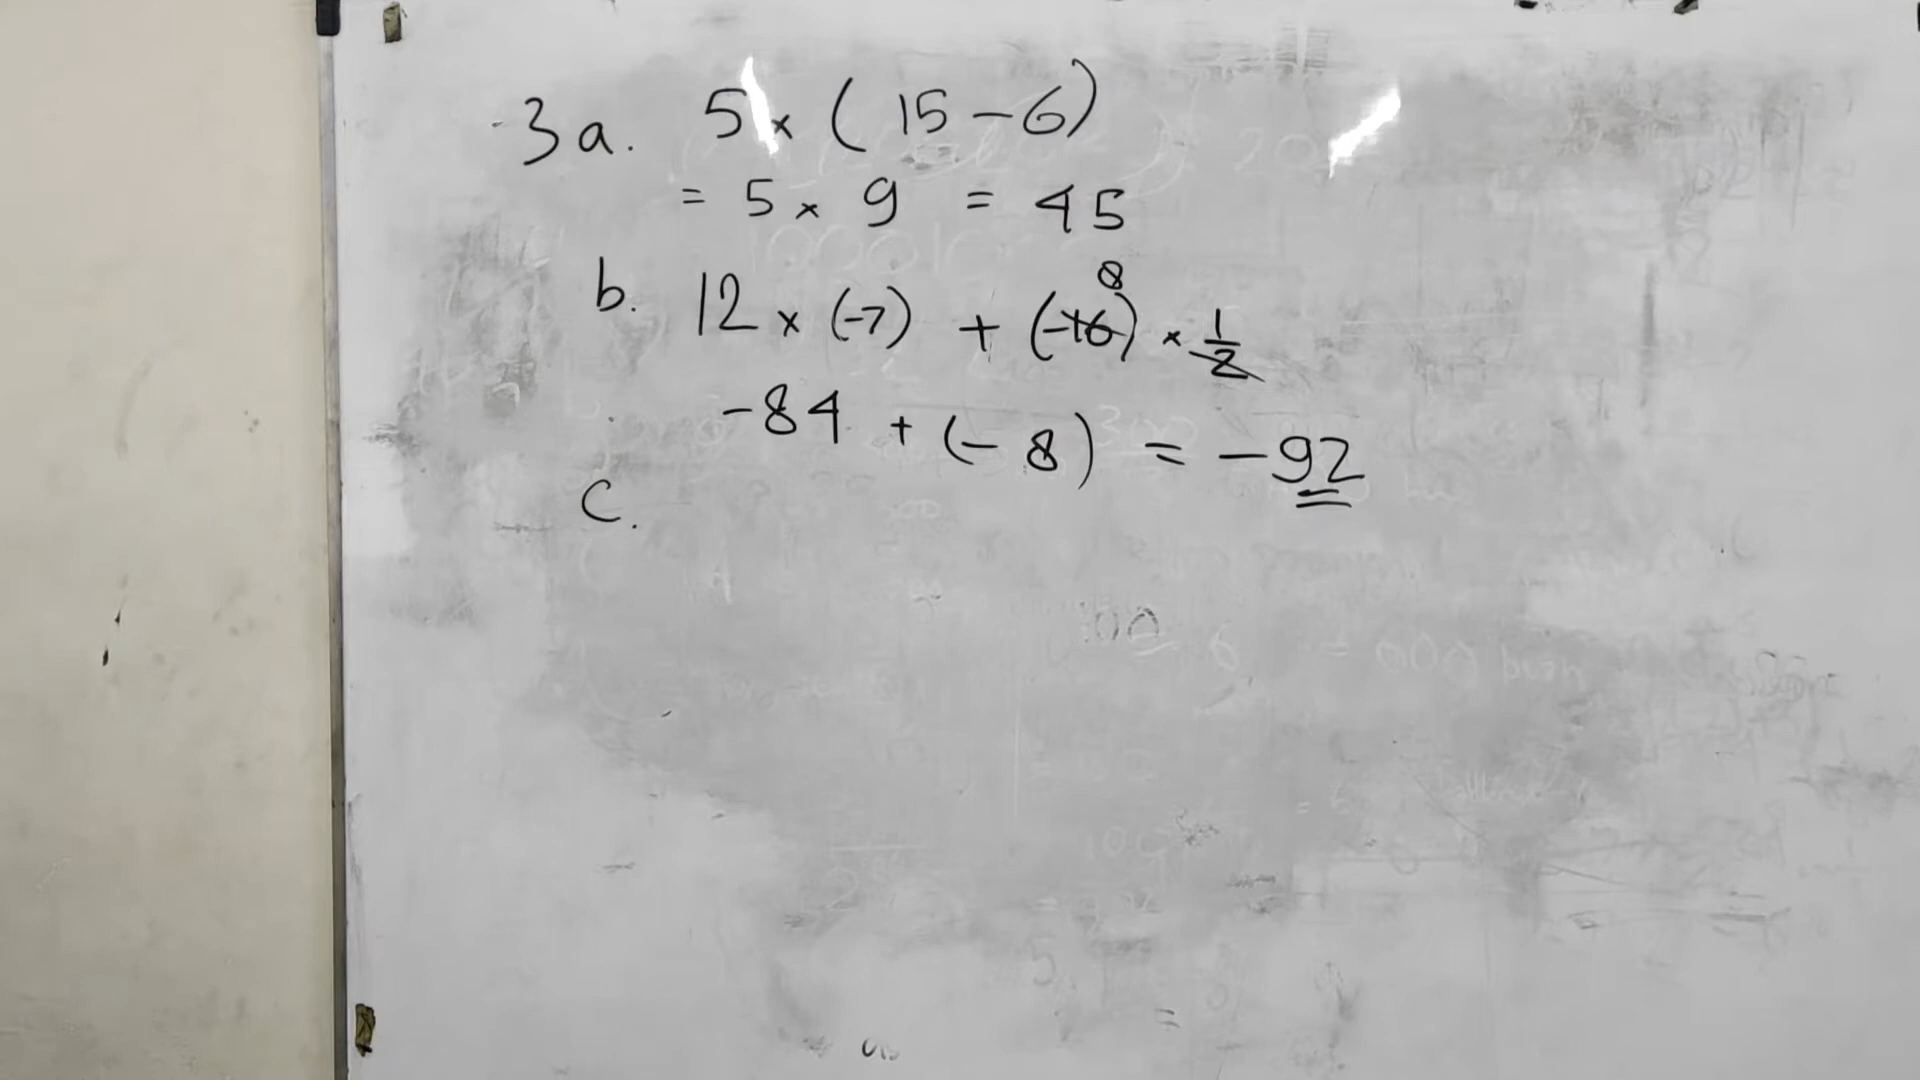 3a. 5 × (15 - 6)
= 5 × 9 = 45
8
b. 12 × (-7) + (-16) × 1/2
-84 + (-8) = -92
c.